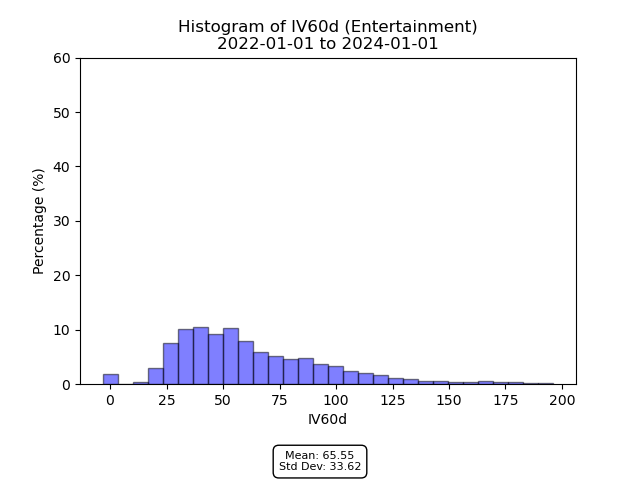 Histogram of IV60d (Entertainment)
2022-01-01 to 2024-01-01
60
50
40
30
20
10
0
Percentage (%)
0 25 50 75 100 125 150 175 200
IV60d
Mean: 65.55
Std Dev: 33.62